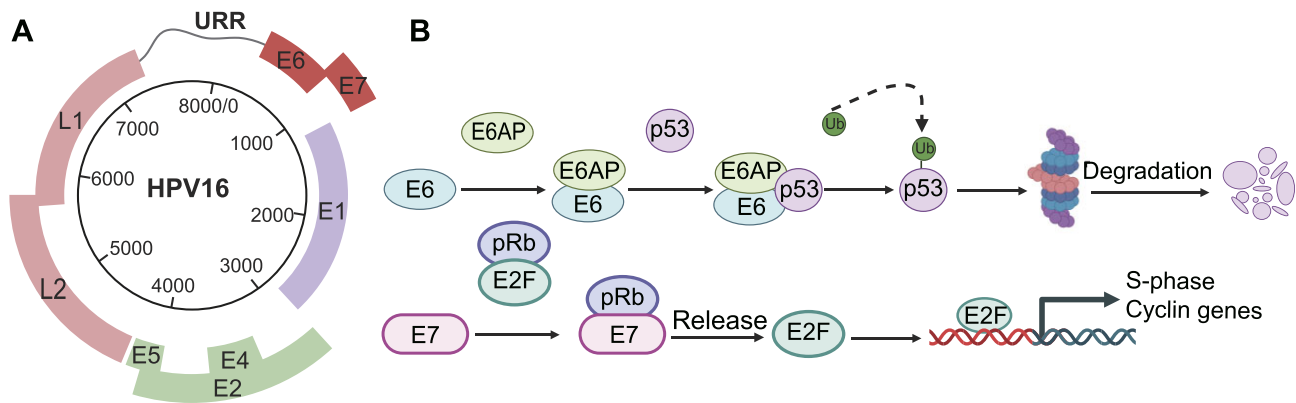 A
URR
E6
E7
L1
8000/0
7000
1000
6000
HPV16
2000
E1
5000
3000
4000
L2
E5
E4
E2
B
E6AP
p53
Ub
Ub
E6
E6AP
E6
E6AP
E6
p53
p53
Degradation
pRb
E2F
E7
pRb
E7
Release
E2F
E2F
S-phase
Cyclin genes